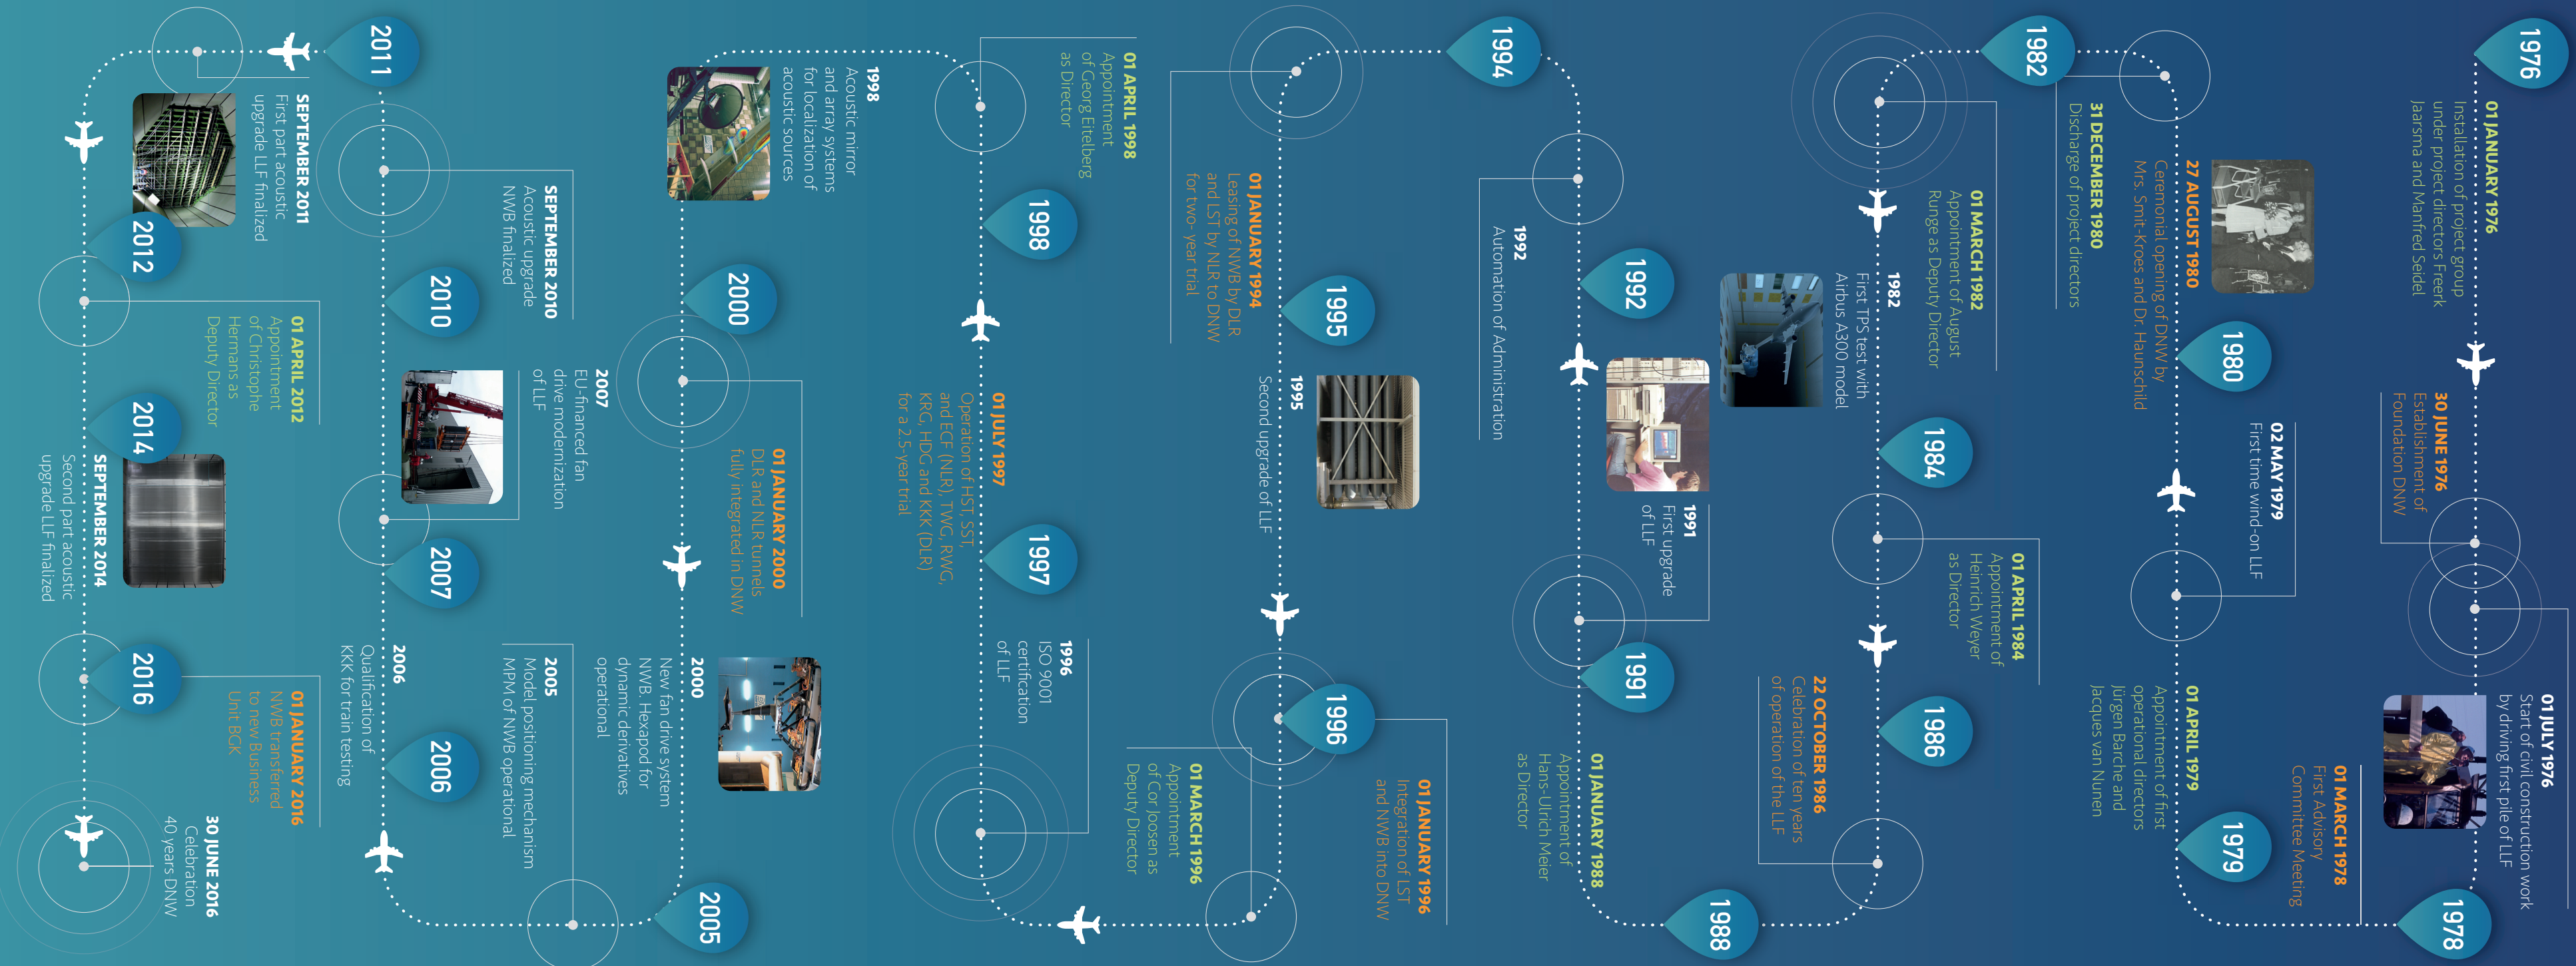 1976
01 JANUARY 1976
Installation of project group
under project directors Freerk
Jaarsma and Manfred Seidel
30 JUNE 1976
Establishment of
Foundation DNW
01 JULY 1976
Start of civil construction work
by driving first pile of LLF
1978
01 MARCH 1978
First Advisory
Committee Meeting
1979
01 APRIL 1979
Appointment of first
operational directors
Jürgen Barche and
Jacques van Nunen
02 MAY 1979
First time wind-on LLF
1980
27 AUGUST 1980
Ceremonial opening of DNW by
Mrs. Smit-Kroes and Dr. Haunschild
31 DECEMBER 1980
Discharge of project directors
1982
01 MARCH 1982
Appointment of August
Runge as Deputy Director
1982
First TPS test with
Airbus A300 model
1984
01 APRIL 1984
Appointment of
Heinrich Weyer
as Director
1986
22 OCTOBER 1986
Celebration of ten years
of operation of the LLF
1988
01 JANUARY 1988
Appointment of
Hans-Ulrich Meier
as Director
1991
1991
First upgrade
of LLF
1992
1992
Automation of Administration
1994
01 JANUARY 1994
Leasing of NWB by DLR
and LST by NLR to DNW
for two- year trial
1995
1995
Second upgrade of LLF
1996
01 JANUARY 1996
Integration of LST
and NWB into DNW
01 MARCH 1996
Appointment
of Cor Joosen as
Deputy Director
1996
ISO 9001
certification
of LLF
1997
01 JULY 1997
Operation of HST, SST,
and ECF (NLR), TWG, RWG,
KRG, HDG and KKK (DLR)
for a 2.5-year trial
1998
01 APRIL 1998
Appointment
of Georg Eitelberg
as Director
1998
Acoustic mirror
and array systems
for localization of
acoustic sources
2000
01 JANUARY 2000
DLR and NLR tunnels
fully integrated in DNW
2000
New fan drive system
NWB. Hexapod for
dynamic derivatives
operational
2005
2005
Model positioning mechanism
MPM of NWB operational
2006
2006
Qualification of
KKK for train testing
2007
2007
EU-financed fan
drive modernization
of LLF
2010
SEPTEMBER 2010
Acoustic upgrade
NWB finalized
2011
SEPTEMBER 2011
First part acoustic
upgrade LLF finalized
2012
01 APRIL 2012
Appointment
of Christophe
Hermans as
Deputy Director
2014
SEPTEMBER 2014
Second part acoustic
upgrade LLF finalized
2016
01 JANUARY 2016
NWB transferred
to new Business
Unit BGK
30 JUNE 2016
Celebration
40 years DNW